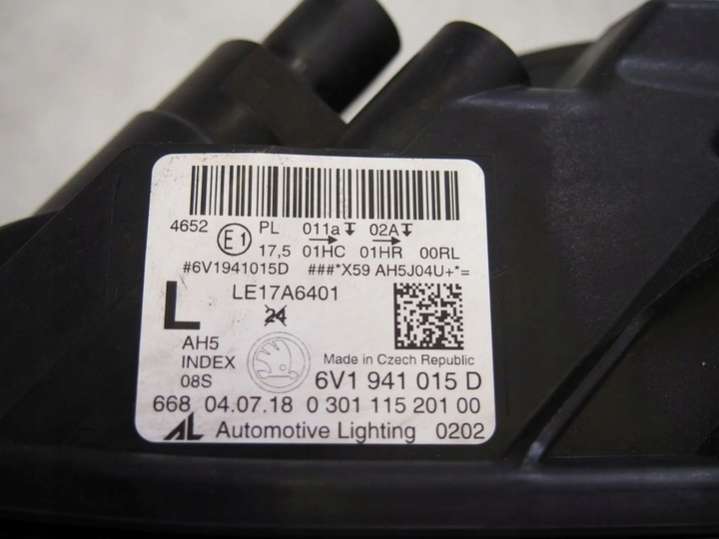 4652 E1 PL 011a 02A
17,5 01HC 01HR 00RL
#6V1941015D ###*X59 AH5J04U+*=
L LE17A6401
24
AH5
INDEX
08S
Made in Czech Republic
6V1 941 015 D
668 04.07.18 0 301 115 201 00
AL Automotive Lighting 0202